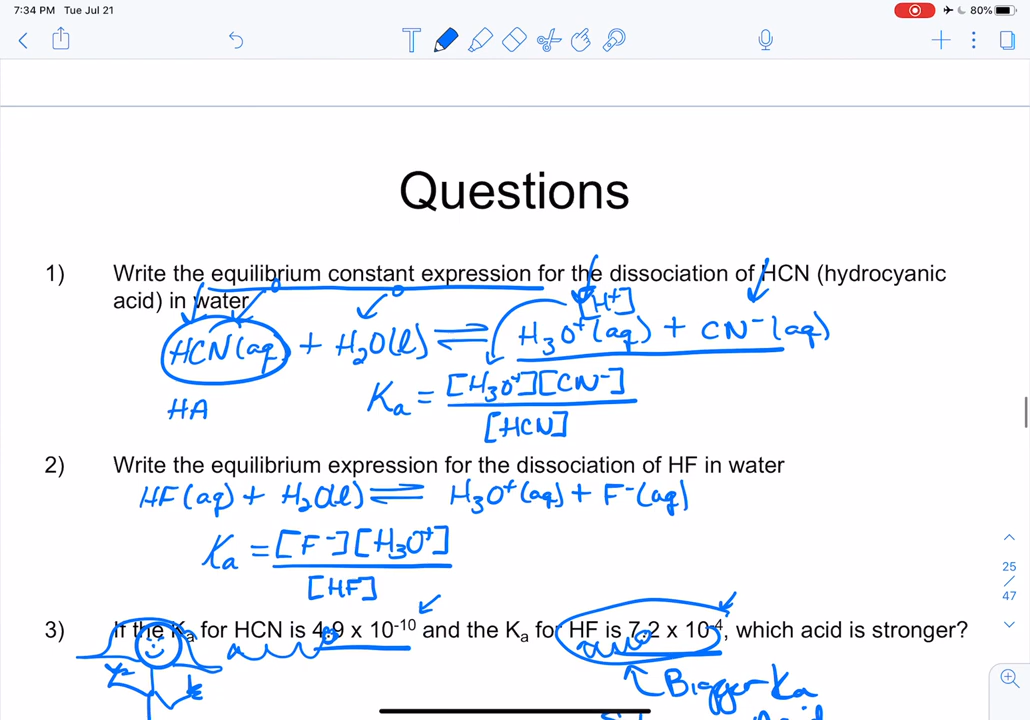 7:34 PM Tue Jul 21
80%
T
Questions
1) Write the equilibrium constant expression for the dissociation of HCN (hydrocyanic
acid) in water
[H+]
HCN(aq) + H₂O(l) ⇌ H₃O⁺(aq) + CN⁻(aq)
HA
Ka = [H₃O⁺][CN⁻]
[HCN]
2) Write the equilibrium expression for the dissociation of HF in water
HF(aq) + H₂O(l) ⇌ H₃O⁺(aq) + F⁻(aq)
Ka = [F⁻][H₃O⁺]
[HF]
25
/
47
3) If the Ka for HCN is 4.9 x 10⁻¹⁰ and the Ka for HF is 7.2 x 10⁻⁴, which acid is stronger?
Bigger Ka